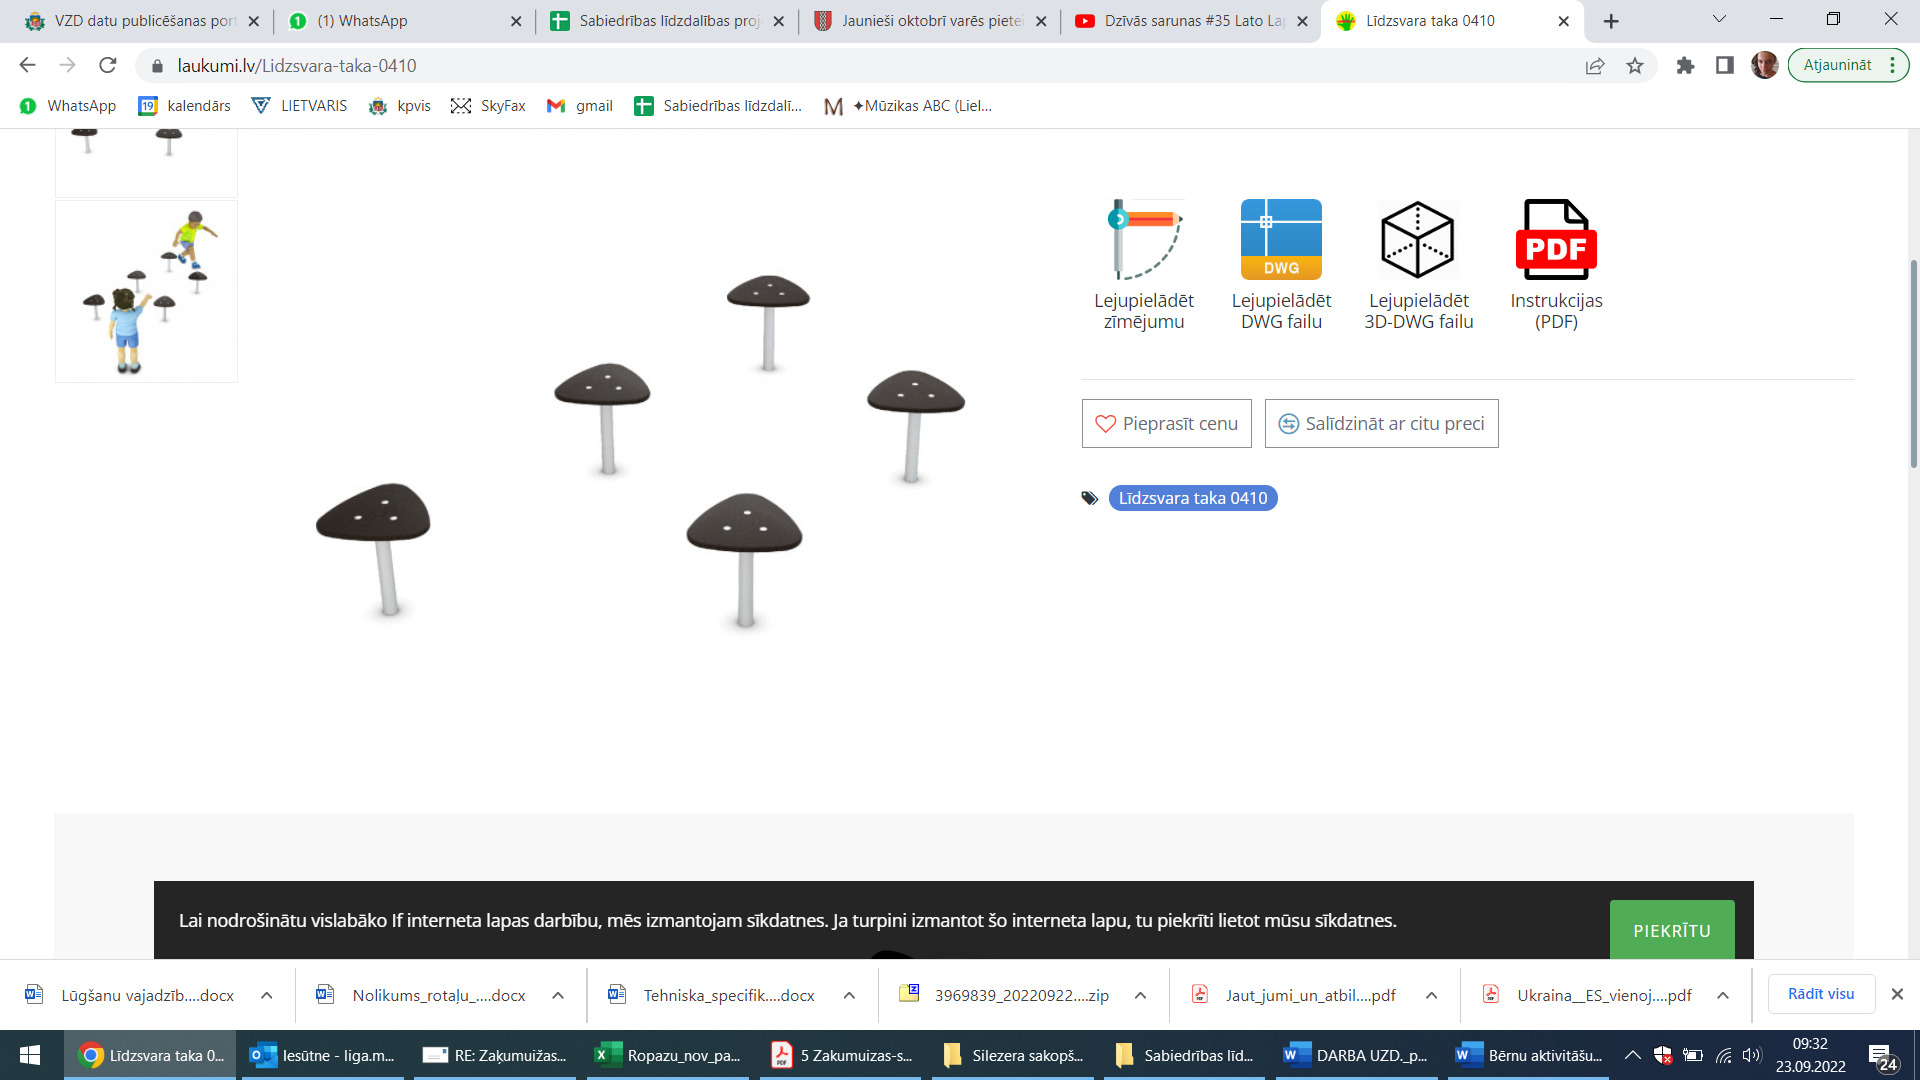 VZD datu publicēšanas port
(1) WhatsApp
Sabiedrības līdzdalības proj
Jaunieši oktobrī varēs pietei
Dzīvās sarunas #35 Lato Lap
Līdzsvara taka 0410
laukumi.lv/Lidzsvara-taka-0410
Atjaunināt
WhatsApp
19 kalendārs
LIETVARIS
kpvis
SkyFax
gmail
Sabiedrības līdzdalī...
✦Mūzikas ABC (Liel...
DWG
PDF
Lejupielādēt zīmējumu
Lejupielādēt DWG failu
Lejupielādēt 3D-DWG failu
Instrukcijas (PDF)
Pieprasīt cenu
Salīdzināt ar citu preci
Līdzsvara taka 0410
Lai nodrošinātu vislabāko If interneta lapas darbību, mēs izmantojam sīkdatnes. Ja turpini izmantot šo interneta lapu, tu piekrīti lietot mūsu sīkdatnes.
PIEKRĪTU
Lūgšanu vajadzīb....docx
Nolikums_rotaļu_....docx
Tehniska_specifik....docx
3969839_20220922....zip
Jaut_jumi_un_atbil....pdf
Ukraina__ES_vienoj....pdf
Rādīt visu
Līdzsvara taka 0...
Iesūtne - liga.m...
RE: Zaķumuižas...
Ropazu_nov_pa...
5 Zakumuizas-s...
Silezera sakopš...
Sabiedrības līd...
DARBA UZD._p...
Bērnu aktivitāšu...
09:32
23.09.2022
24